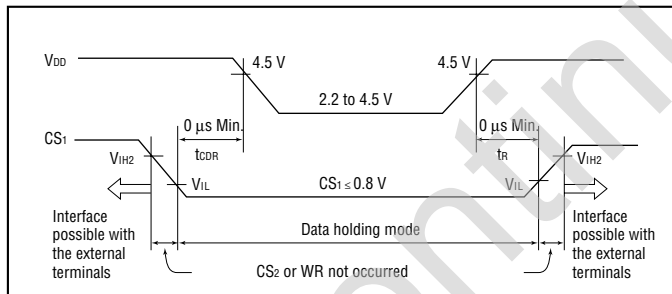 VDD
4.5 V
4.5 V
2.2 to 4.5 V
0 μs Min.
0 μs Min.
CS1
VIH2
tCDR
tR
VIH2
VIL
CS1 ≤ 0.8 V
VIL
Interface
possible with
the external
terminals
Data holding mode
Interface
possible with
the external
terminals
CS2 or WR not occurred